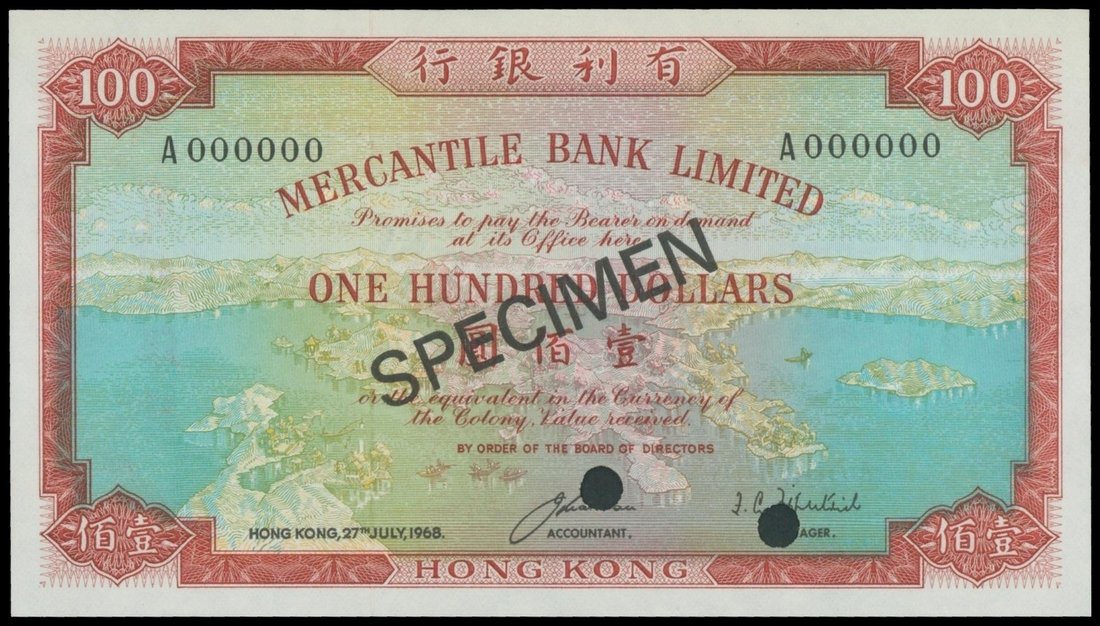 100 行銀利有 100
A 000000 A 000000
MERCANTILE BANK LIMITED
Promises to pay the Bearer on demand
at its Office here
ONE HUNDRED DOLLARS
SPECIMEN
圓佰壹
or the equivalent in the Currency of
the Colony, Value received.
BY ORDER OF THE BOARD OF DIRECTORS
HONG KONG, 27TH JULY, 1968. ACCOUNTANT. AGER.
佰壹 HONG KONG 佰壹